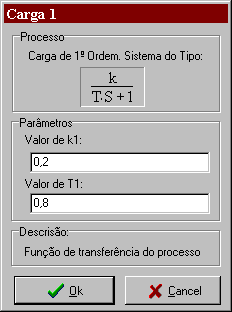 Carga 1
Processo
Carga de 1ª Ordem. Sistema do Tipo:
k
T.S + 1
Parâmetros
Valor de k1:
0,2
Valor de T1:
0,8
Descrisão:
Função de transferência do processo
Ok
Cancel